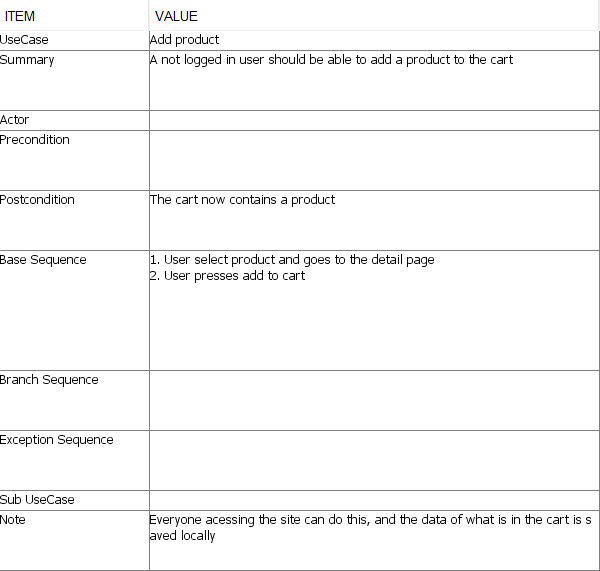 ITEM VALUE
UseCase Add product
Summary A not logged in user should be able to add a product to the cart
Actor
Precondition
Postcondition The cart now contains a product
Base Sequence 1. User select product and goes to the detail page
2. User presses add to cart
Branch Sequence
Exception Sequence
Sub UseCase
Note Everyone acessing the site can do this, and the data of what is in the cart is s
aved locally